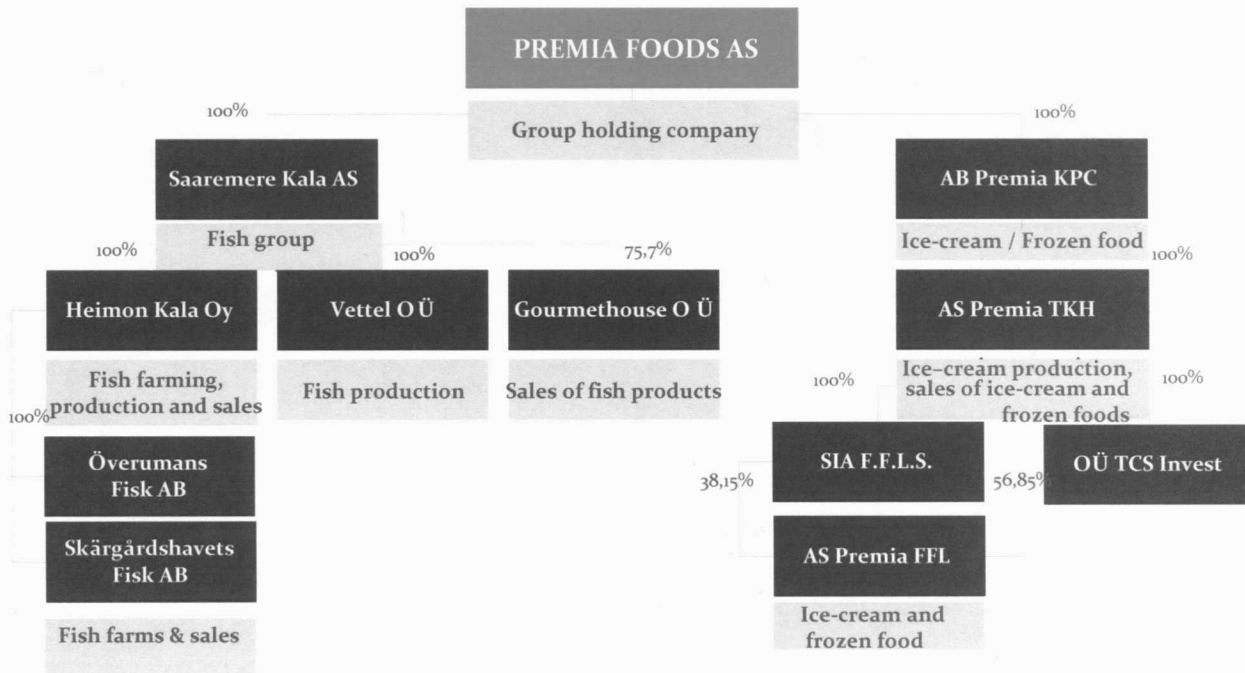 PREMIA FOODS AS
Group holding company
100%
100%
Saaremere Kala AS
Fish group
AB Premia KPC
Ice-cream / Frozen food
100%
100%
75,7%
100%
Heimon Kala Oy
Fish farming,
production and sales
Vettel O Ü
Fish production
Gourmethouse O Ü
Sales of fish products
AS Premia TKH
Ice-cream production,
sales of ice-cream and
frozen foods
100%
100%
100%
Överumans
Fisk AB
Skärgårdshavets
Fisk AB
Fish farms & sales
SIA F.F.L.S.
OÜ TCS Invest
38,15%
56,85%
AS Premia FFL
Ice-cream and
frozen food